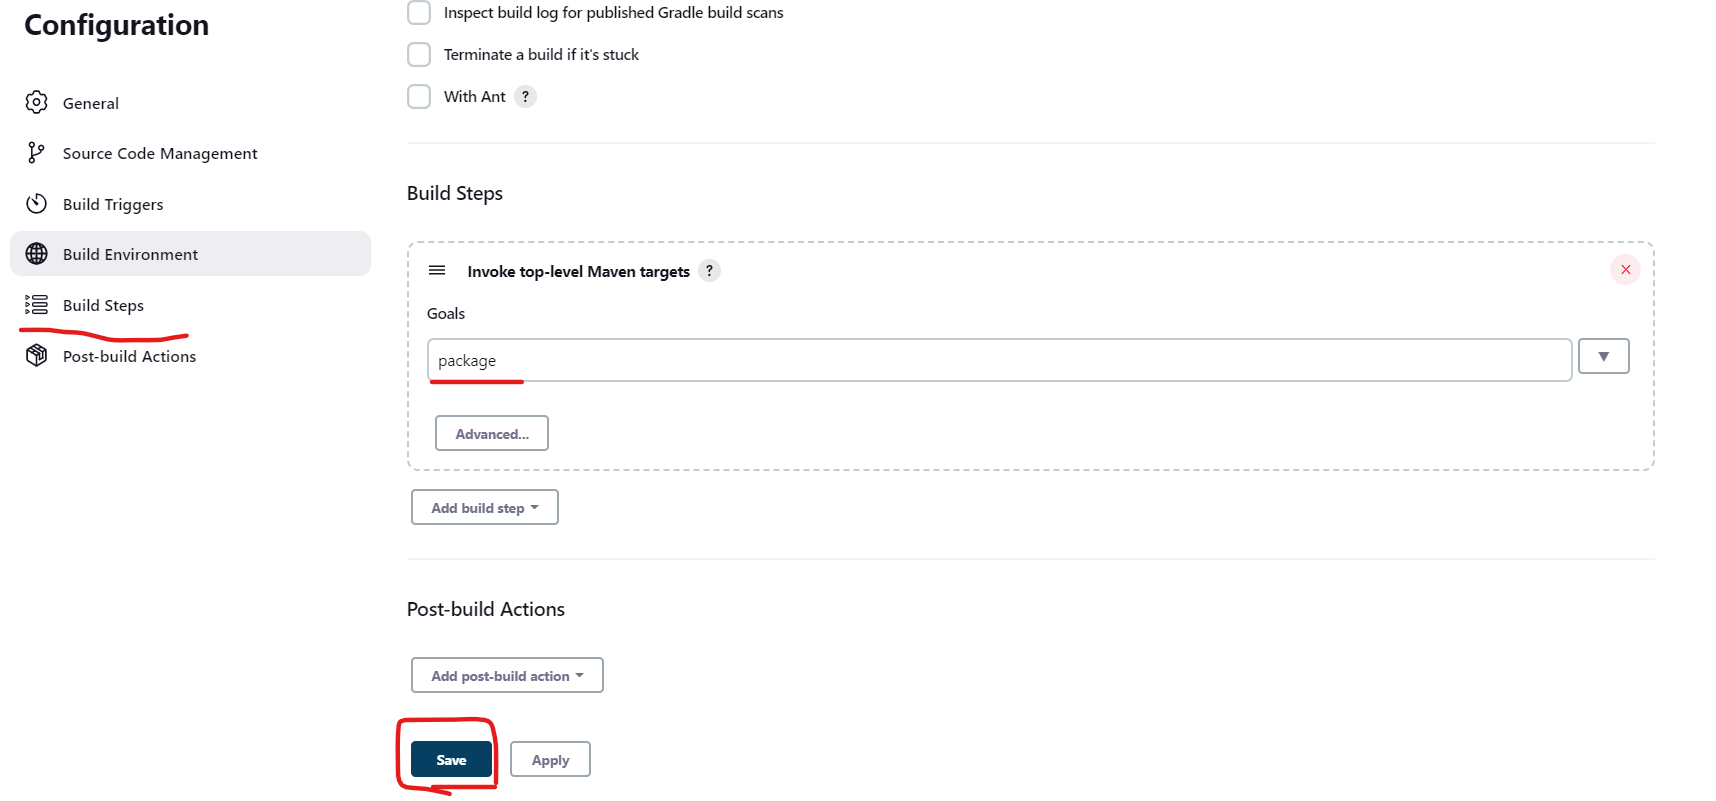 Configuration
General
Source Code Management
Build Triggers
Build Environment
Build Steps
Post-build Actions
Inspect build log for published Gradle build scans
Terminate a build if it's stuck
With Ant ?
Build Steps
Invoke top-level Maven targets ?
Goals
package
Advanced...
Add build step
Post-build Actions
Add post-build action
Save
Apply